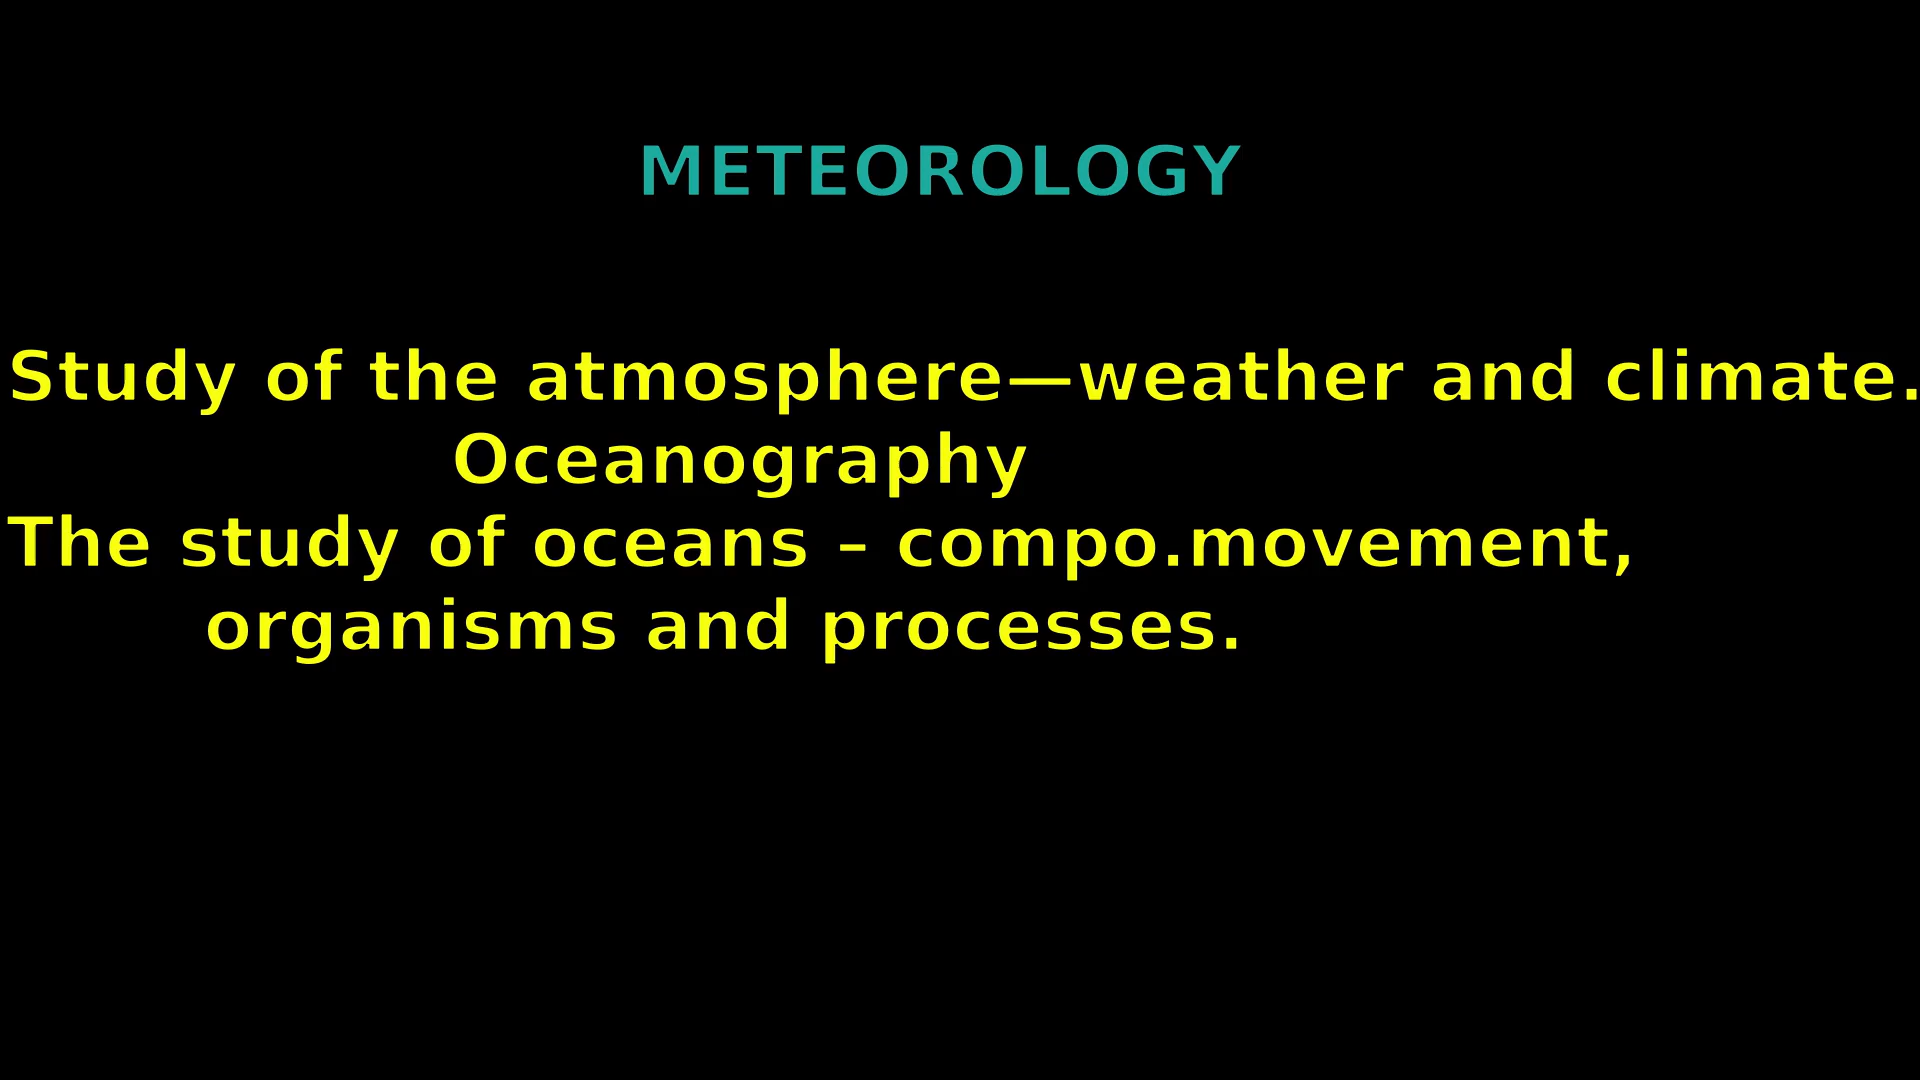 METEOROLOGY
Study of the atmosphere—weather and climate.
Oceanography
The study of oceans – compo.movement,
organisms and processes.